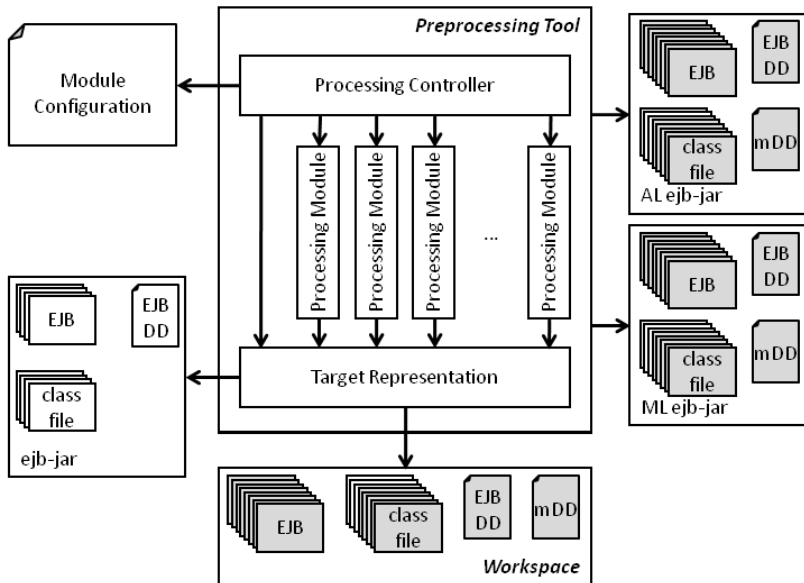 Preprocessing Tool
Module
Configuration
Processing Controller
Processing Module
Processing Module
Processing Module
...
Processing Module
Target Representation
EJB
EJB
DD
class
file
mDD
AL ejb-jar
EJB
EJB
DD
class
file
mDD
ML ejb-jar
EJB
EJB
DD
class
file
ejb-jar
EJB
class
file
EJB
DD
mDD
Workspace